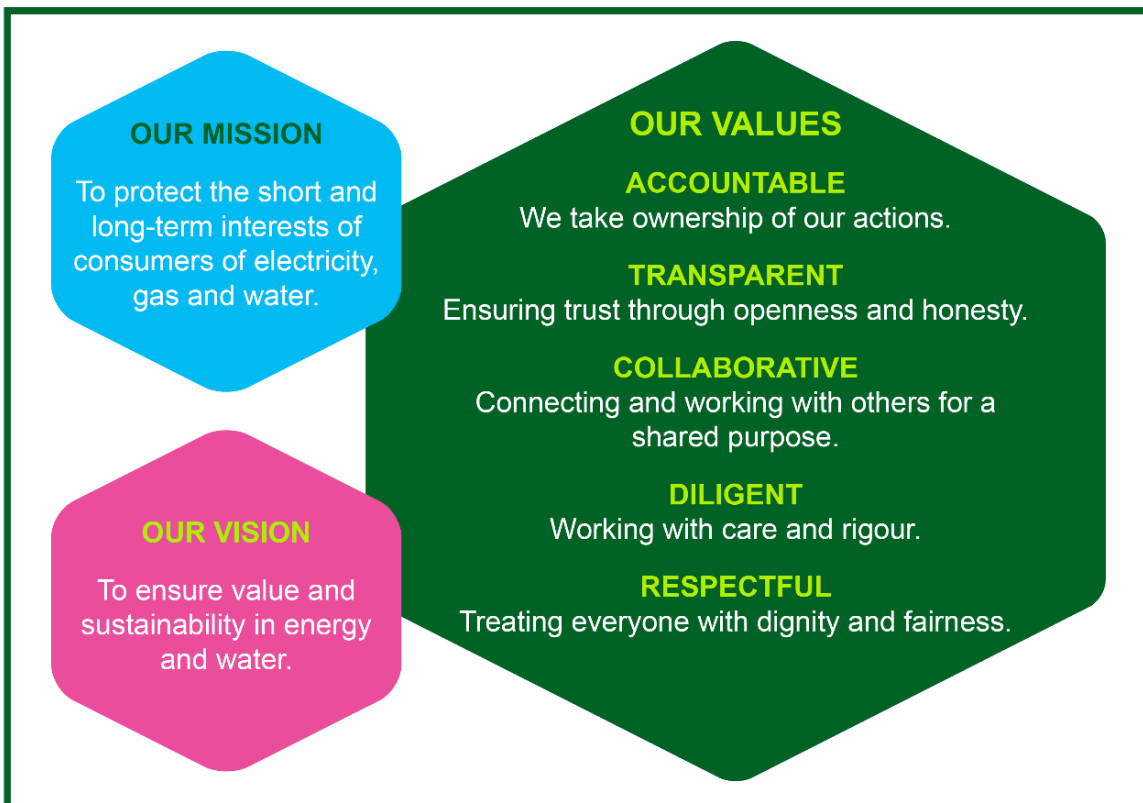 OUR MISSION
To protect the short and
long-term interests of
consumers of electricity,
gas and water.
OUR VISION
To ensure value and
sustainability in energy
and water.
OUR VALUES
ACCOUNTABLE
We take ownership of our actions.
TRANSPARENT
Ensuring trust through openness and honesty.
COLLABORATIVE
Connecting and working with others for a
shared purpose.
DILIGENT
Working with care and rigour.
RESPECTFUL
Treating everyone with dignity and fairness.